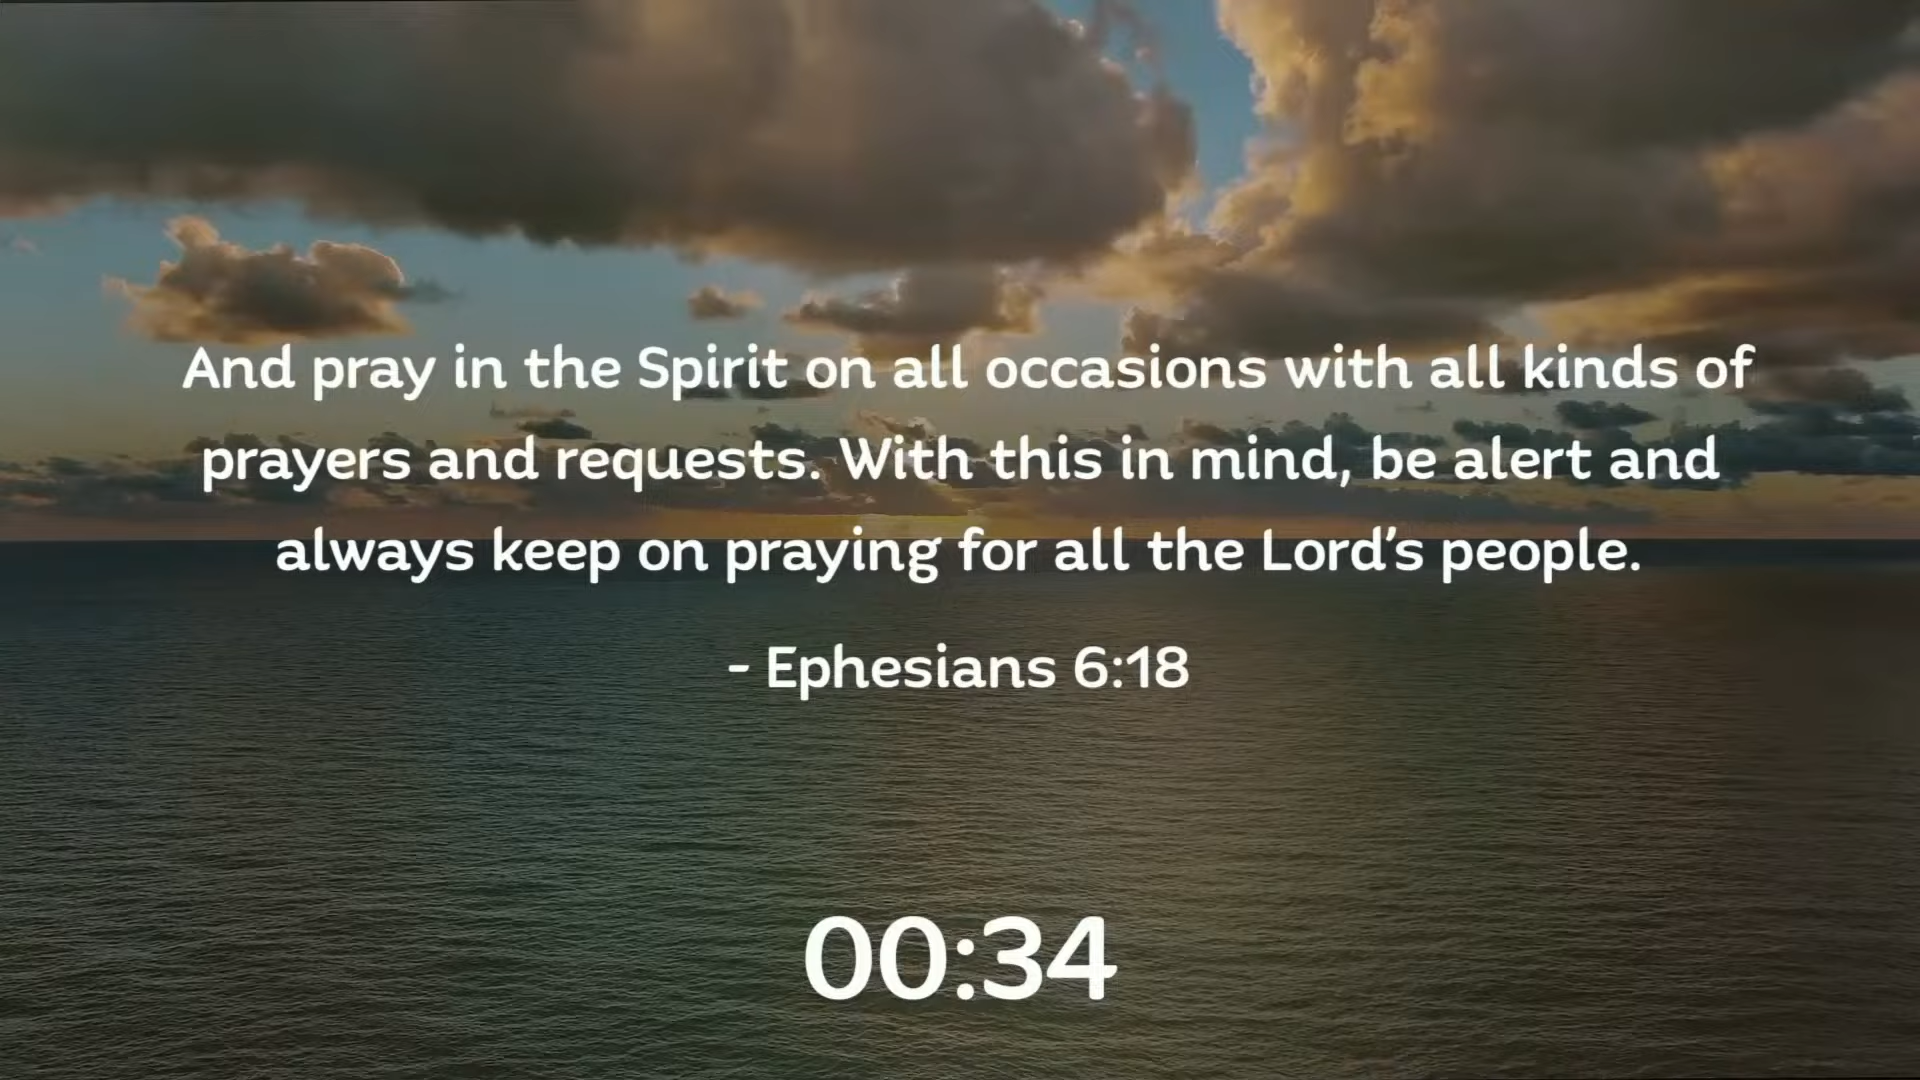 And pray in the Spirit on all occasions with all kinds of
prayers and requests. With this in mind, be alert and
always keep on praying for all the Lord’s people.
- Ephesians 6:18
00:34